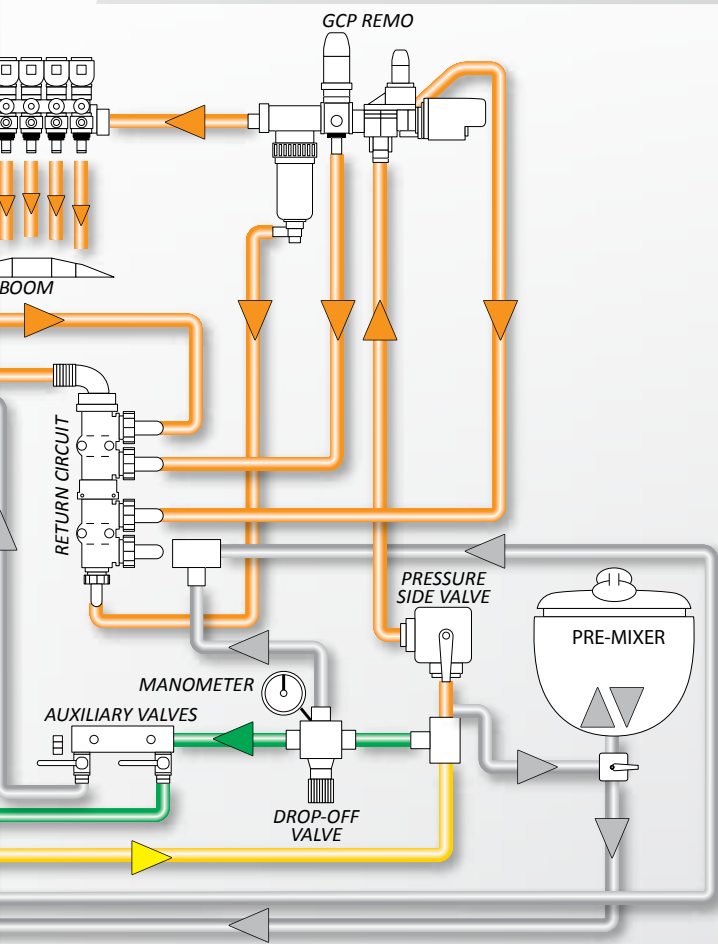 GCP REMO
BOOM
RETURN CIRCUIT
PRESSURE
SIDE VALVE
PRE-MIXER
MANOMETER
AUXILIARY VALVES
DROP-OFF
VALVE